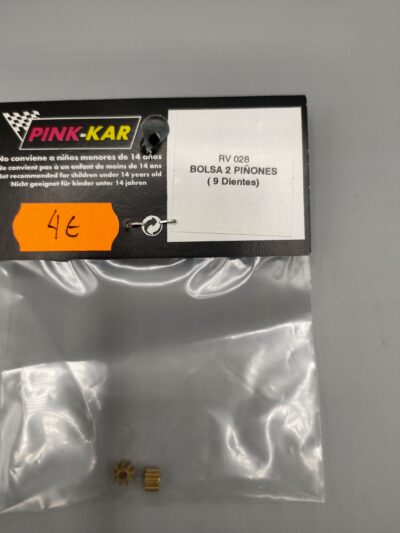 PINK-KAR
No conviene a niños menores de 14 años
Ne convient pas à un enfant de moins de 14 ans
Not recommended for children under 14 years old
Nicht geeignet für kinder unter 14 jahren
4€
RV 028
BOLSA 2 PIÑONES
( 9 Dientes)